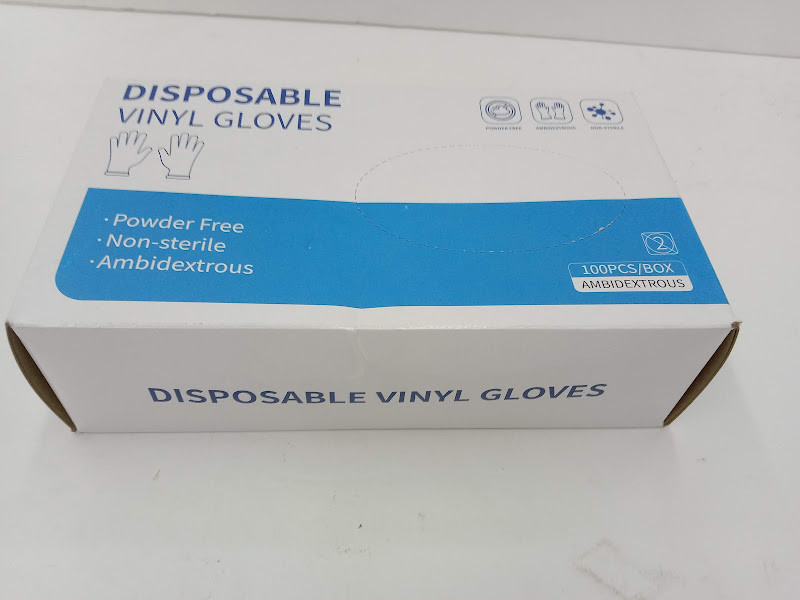 DISPOSABLE
VINYL GLOVES
POWDER FREE
AMBIDEXTROUS
NON-STERILE
· Powder Free
· Non-sterile
· Ambidextrous
2
100PCS/BOX
AMBIDEXTROUS
DISPOSABLE VINYL GLOVES